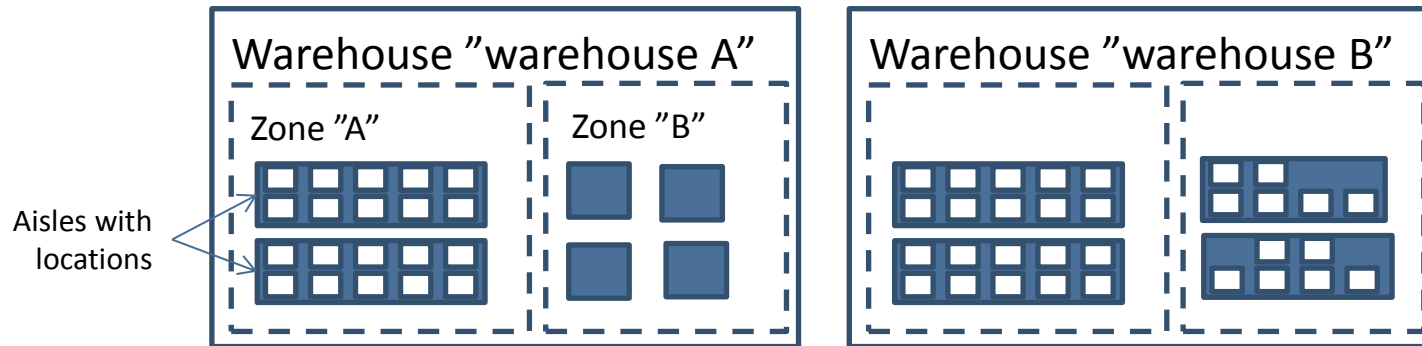 Warehouse ”warehouse A”
Zone ”A”
Zone ”B”
Aisles with
locations
Warehouse ”warehouse B”